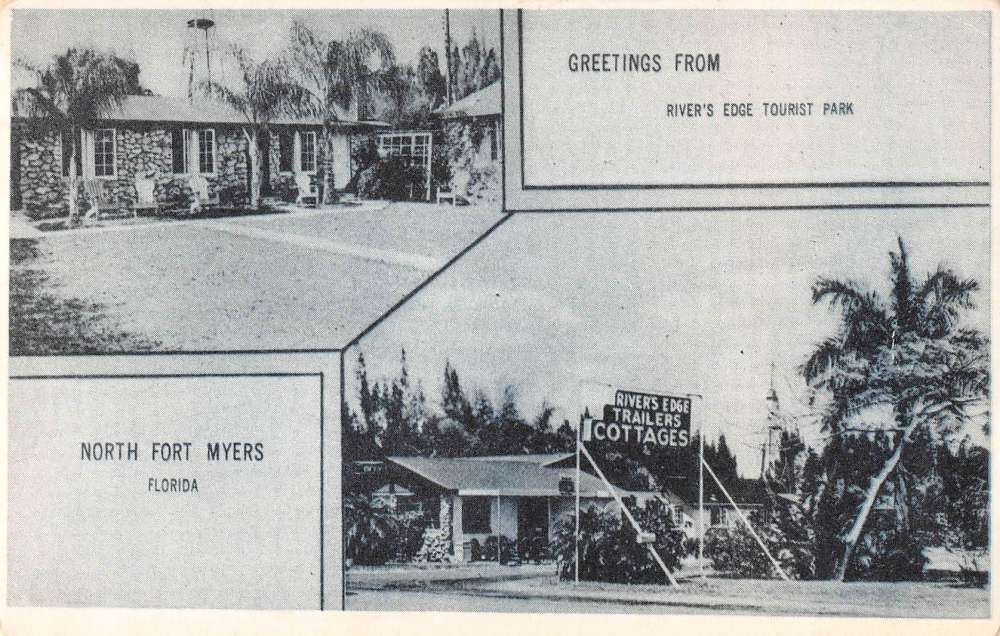 GREETINGS FROM
RIVER'S EDGE TOURIST PARK
RIVER'S EDGE
TRAILERS
COTTAGES
NORTH FORT MYERS
FLORIDA